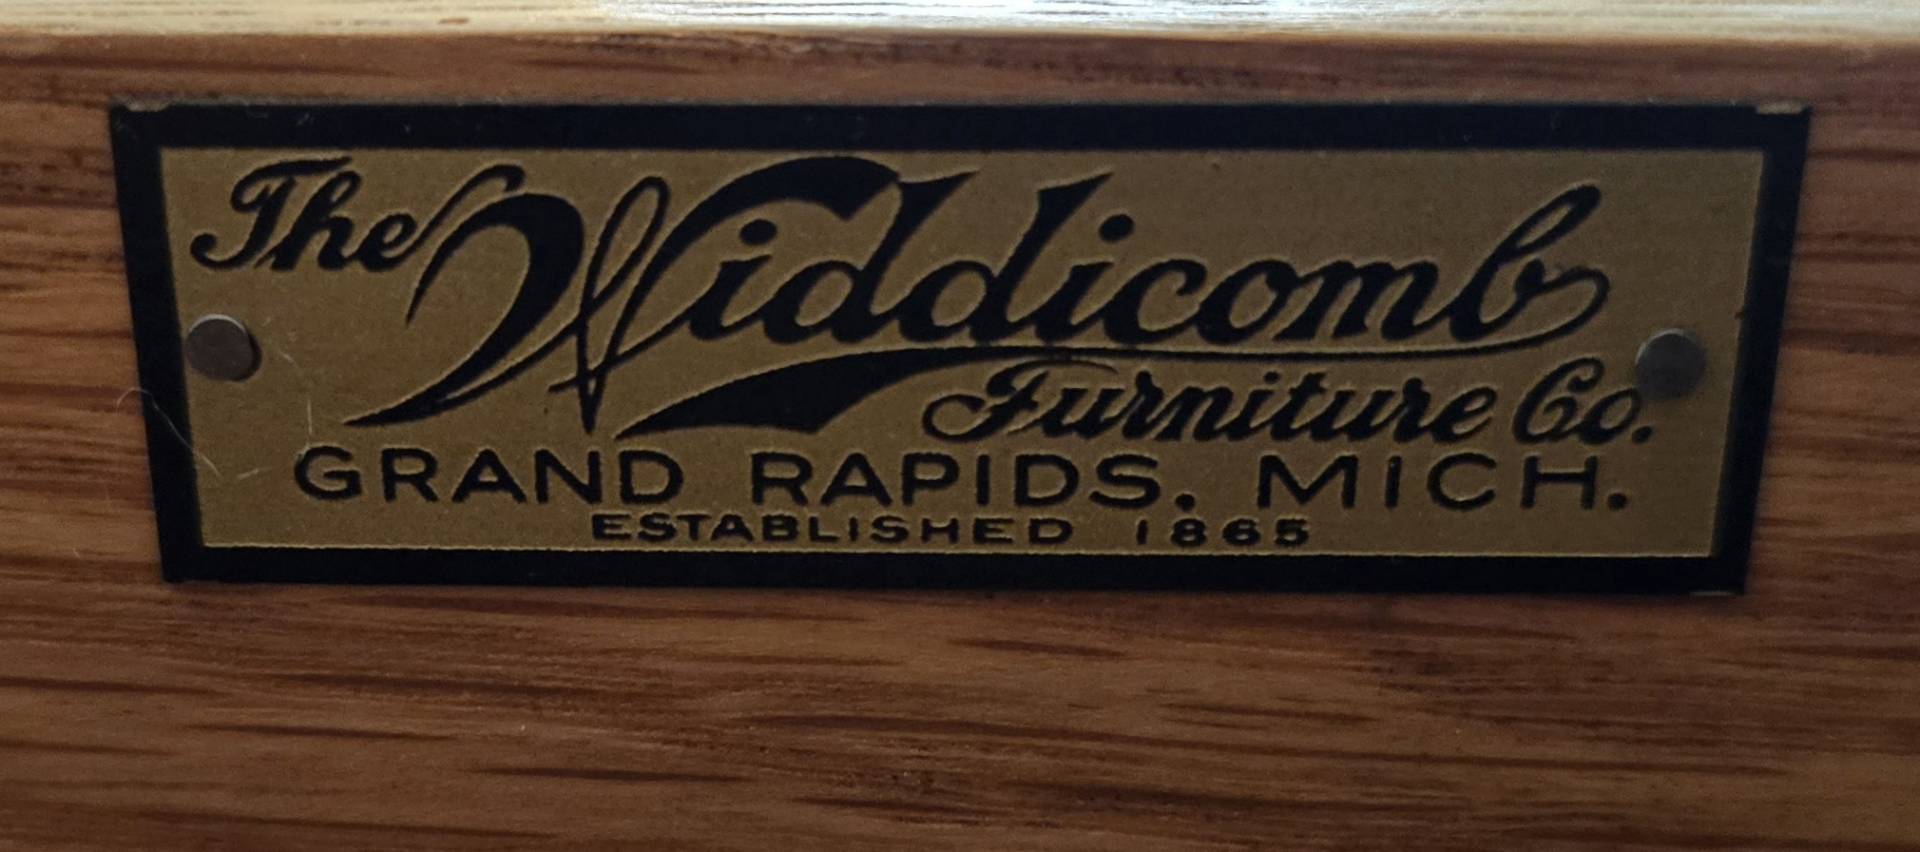 The Widdicomb
Furniture Co.
GRAND RAPIDS, MICH.
ESTABLISHED 1865